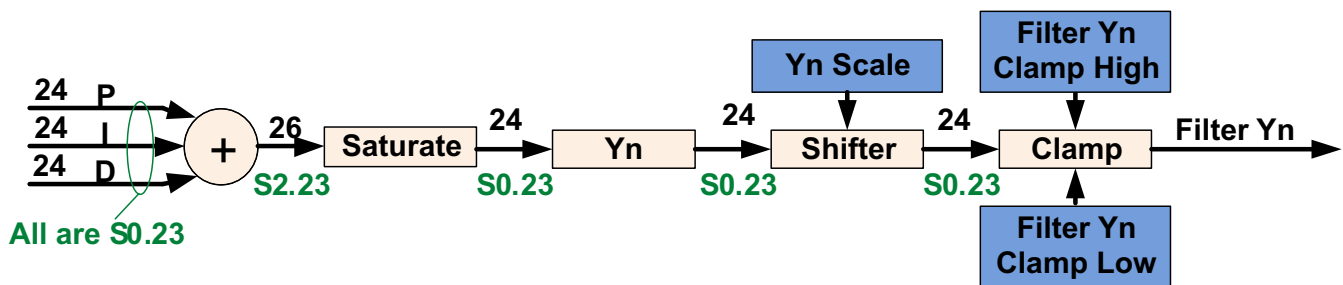 24 P
24 I
24 D
All are S0.23
+
26
S2.23
Saturate
24
S0.23
Yn
24
S0.23
Yn Scale
Shifter
24
S0.23
Filter Yn
Clamp High
Clamp
Filter Yn
Clamp Low
Filter Yn